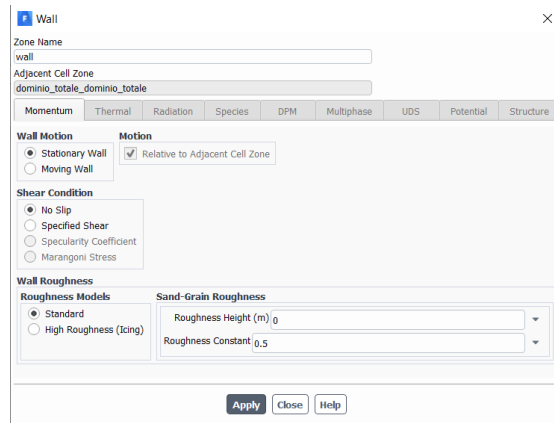 Wall
Zone Name
wall
Adjacent Cell Zone
dominio_totale_dominio_totale
Momentum Thermal Radiation Species DPM Multiphase UDS Potential Structure
Wall Motion Motion
Stationary Wall Relative to Adjacent Cell Zone
Moving Wall
Shear Condition
No Slip
Specified Shear
Specularity Coefficient
Marangoni Stress
Wall Roughness
Roughness Models Sand-Grain Roughness
Standard Roughness Height (m) 0
High Roughness (Icing) Roughness Constant 0.5
Apply Close Help